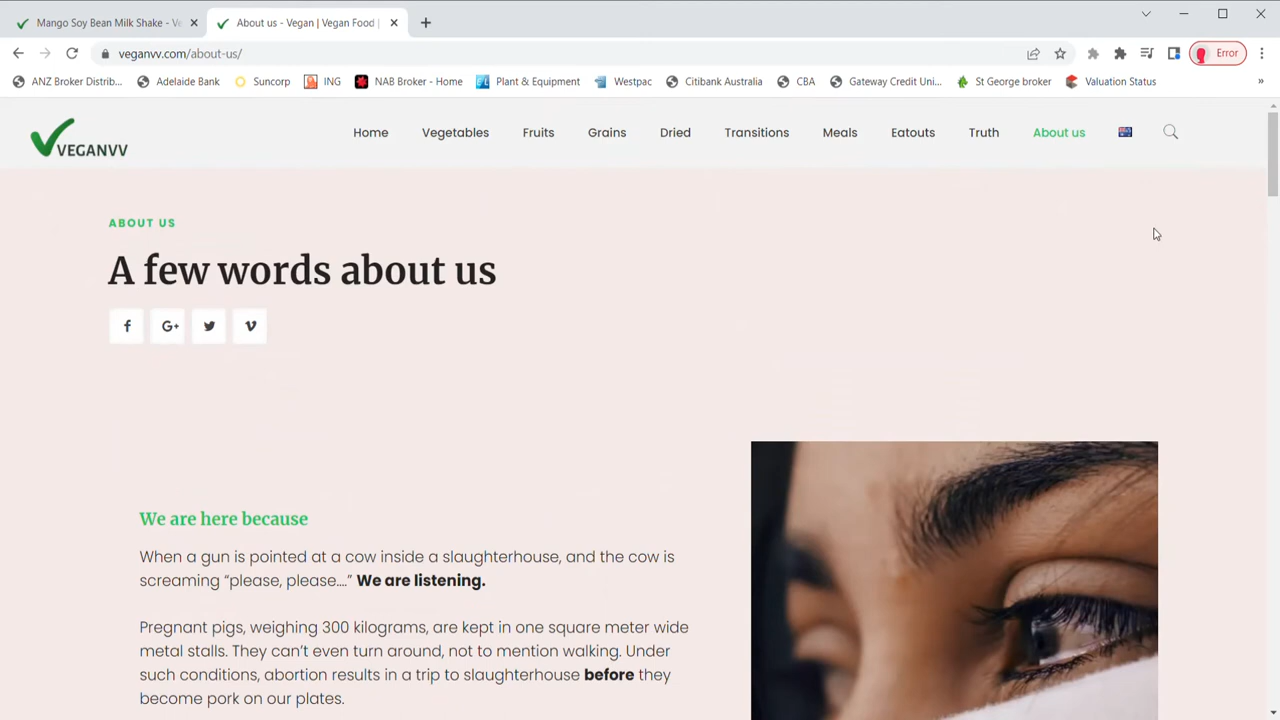 Mango Soy Bean Milk Shake - Ve
About us - Vegan | Vegan Food |
veganvv.com/about-us/
Error
ANZ Broker Distrib...
Adelaide Bank
Suncorp
ING
NAB Broker - Home
Plant & Equipment
Westpac
Citibank Australia
CBA
Gateway Credit Uni...
St George broker
Valuation Status
»
VEGANVV
Home
Vegetables
Fruits
Grains
Dried
Transitions
Meals
Eatouts
Truth
About us
ABOUT US
A few words about us
We are here because
When a gun is pointed at a cow inside a slaughterhouse, and the cow is
screaming “please, please....” We are listening.
Pregnant pigs, weighing 300 kilograms, are kept in one square meter wide
metal stalls. They can’t even turn around, not to mention walking. Under
such conditions, abortion results in a trip to slaughterhouse before they
become pork on our plates.